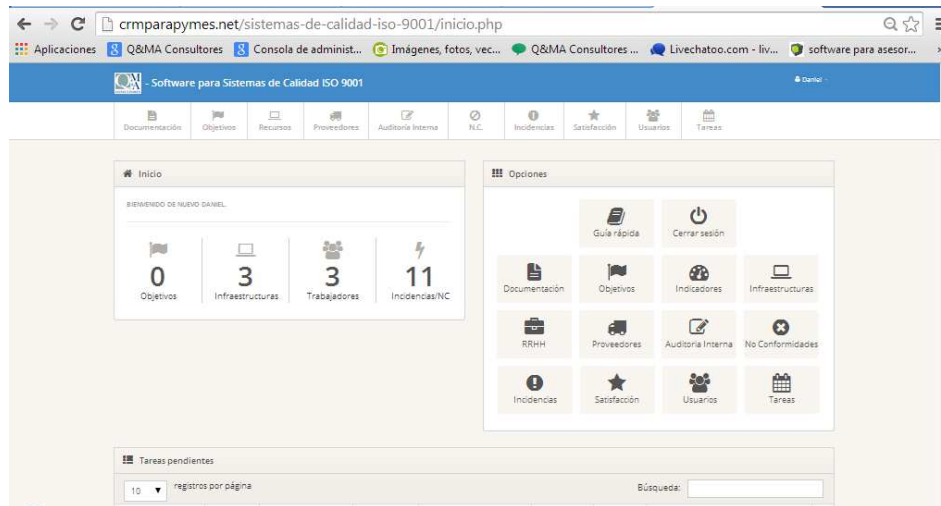 crmparapymes.net/sistemas-de-calidad-iso-9001/inicio.php
Aplicaciones Q&MA Consultores Consola de administ... Imágenes, fotos, vec... Q&MA Consultores ... Livechatoo.com - liv... software para asesor...
- Software para Sistemas de Calidad ISO 9001
Daniel
Documentación Objetivos Recursos Proveedores Auditoría Interna N.C. Incidencias Satisfacción Usuarios Tareas
Inicio
BIENVENIDO DE NUEVO DANIEL.
0 3 3 11
Objetivos Infraestructuras Trabajadores Incidencias/NC
Opciones
Guía rápida Cerrar sesión
Documentación Objetivos Indicadores Infraestructuras
RRHH Proveedores Auditoría Interna No Conformidades
Incidencias Satisfacción Usuarios Tareas
Tareas pendientes
10 registros por página Búsqueda: